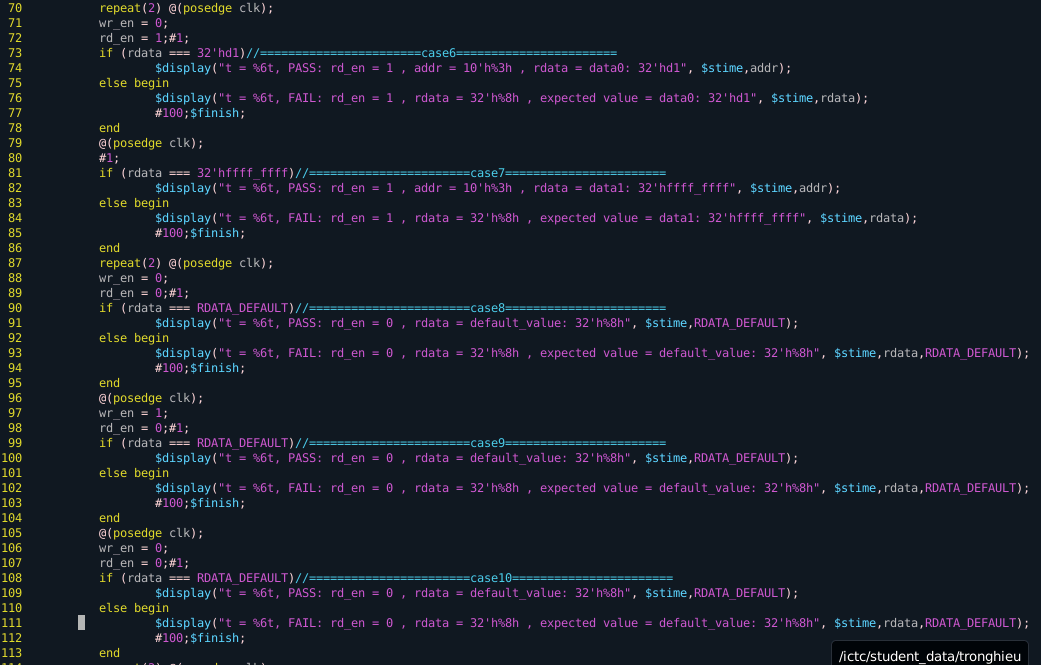 70 repeat(2) @(posedge clk);
71 wr_en = 0;
72 rd_en = 1;#1;
73 if (rdata === 32'hd1)//=======================case6=======================
74 $display("t = %6t, PASS: rd_en = 1 , addr = 10'h%3h , rdata = data0: 32'hd1", $stime,addr);
75 else begin
76 $display("t = %6t, FAIL: rd_en = 1 , rdata = 32'h%8h , expected value = data0: 32'hd1", $stime,rdata);
77 #100;$finish;
78 end
79 @(posedge clk);
80 #1;
81 if (rdata === 32'hffff_ffff)//=======================case7=======================
82 $display("t = %6t, PASS: rd_en = 1 , addr = 10'h%3h , rdata = data1: 32'hffff_ffff", $stime,addr);
83 else begin
84 $display("t = %6t, FAIL: rd_en = 1 , rdata = 32'h%8h , expected value = data1: 32'hffff_ffff", $stime,rdata);
85 #100;$finish;
86 end
87 repeat(2) @(posedge clk);
88 wr_en = 0;
89 rd_en = 0;#1;
90 if (rdata === RDATA_DEFAULT)//=======================case8=======================
91 $display("t = %6t, PASS: rd_en = 0 , rdata = default_value: 32'h%8h", $stime,RDATA_DEFAULT);
92 else begin
93 $display("t = %6t, FAIL: rd_en = 0 , rdata = 32'h%8h , expected value = default_value: 32'h%8h", $stime,rdata,RDATA_DEFAULT);
94 #100;$finish;
95 end
96 @(posedge clk);
97 wr_en = 1;
98 rd_en = 0;#1;
99 if (rdata === RDATA_DEFAULT)//=======================case9=======================
100 $display("t = %6t, PASS: rd_en = 0 , rdata = default_value: 32'h%8h", $stime,RDATA_DEFAULT);
101 else begin
102 $display("t = %6t, FAIL: rd_en = 0 , rdata = 32'h%8h , expected value = default_value: 32'h%8h", $stime,rdata,RDATA_DEFAULT);
103 #100;$finish;
104 end
105 @(posedge clk);
106 wr_en = 0;
107 rd_en = 0;#1;
108 if (rdata === RDATA_DEFAULT)//=======================case10=======================
109 $display("t = %6t, PASS: rd_en = 0 , rdata = default_value: 32'h%8h", $stime,RDATA_DEFAULT);
110 else begin
111 $display("t = %6t, FAIL: rd_en = 0 , rdata = 32'h%8h , expected value = default_value: 32'h%8h", $stime,rdata,RDATA_DEFAULT);
112 #100;$finish;
113 end
/ictc/student_data/tronghieu